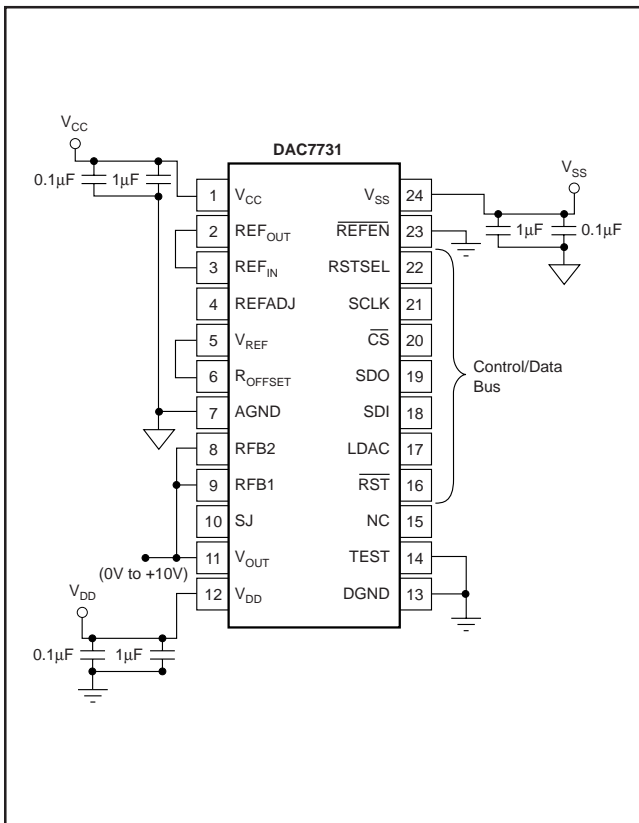 DAC7731
V_CC
0.1μF 1μF
1 V_CC
2 REF_OUT
3 REF_IN
4 REFADJ
5 V_REF
6 R_OFFSET
7 AGND
8 RFB2
9 RFB1
10 SJ
11 V_OUT
12 V_DD
(0V to +10V)
V_DD
0.1μF 1μF
V_SS 24
R̅E̅F̅E̅N̅ 23
RSTSEL 22
SCLK 21
C̅S̅ 20
SDO 19
SDI 18
LDAC 17
R̅S̅T̅ 16
NC 15
TEST 14
DGND 13
V_SS
1μF 0.1μF
Control/Data
Bus